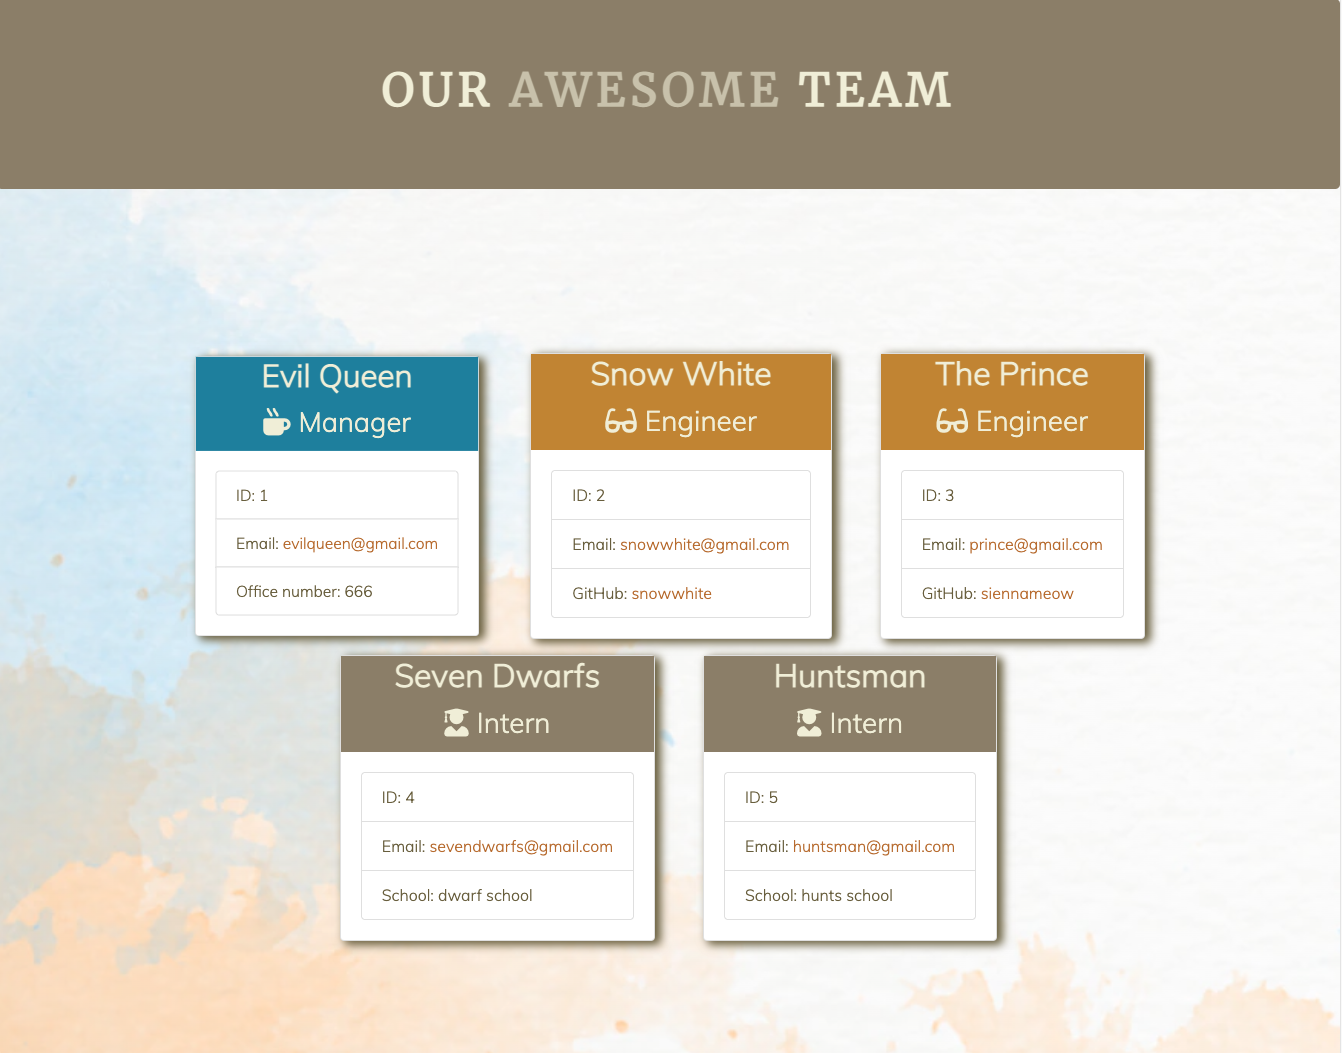 OUR AWESOME TEAM
Evil Queen
Manager
ID: 1
Email: evilqueen@gmail.com
Office number: 666
Snow White
Engineer
ID: 2
Email: snowwhite@gmail.com
GitHub: snowwhite
The Prince
Engineer
ID: 3
Email: prince@gmail.com
GitHub: siennameow
Seven Dwarfs
Intern
ID: 4
Email: sevendwarfs@gmail.com
School: dwarf school
Huntsman
Intern
ID: 5
Email: huntsman@gmail.com
School: hunts school